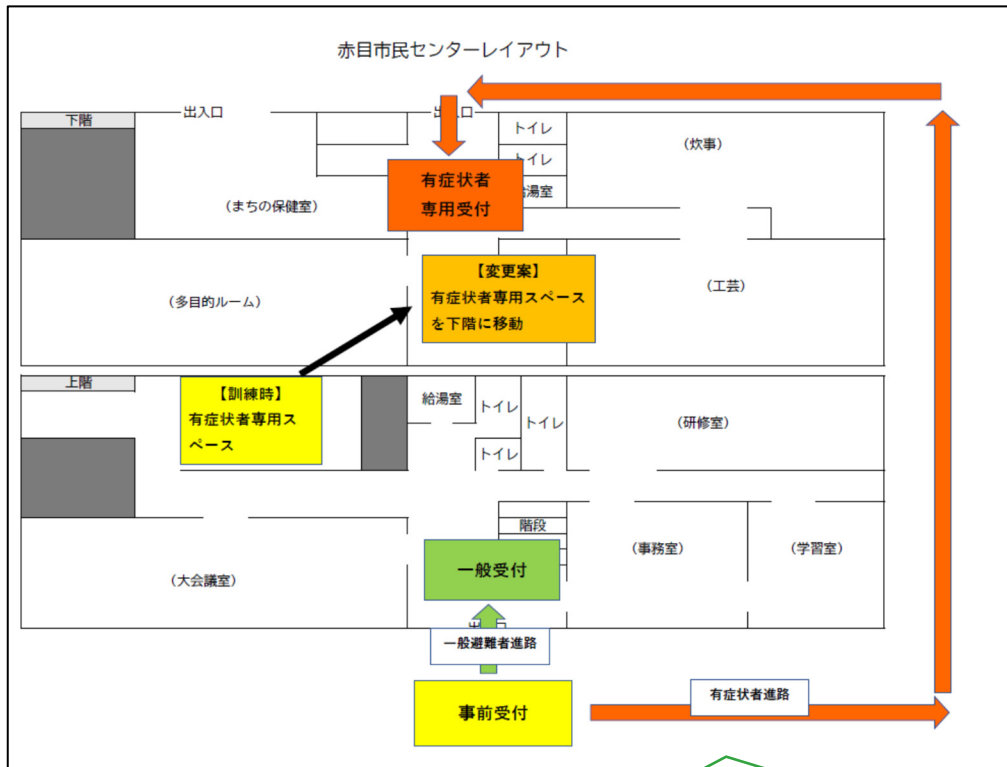 赤目市民センターレイアウト
下階
出入口
出入口
トイレ
トイレ
給湯室
(炊事)
有症状者
専用受付
(まちの保健室)
(多目的ルーム)
【変更案】
有症状者専用スペース
を下階に移動
(工芸)
上階
【訓練時】
有症状者専用ス
ペース
給湯室
トイレ
トイレ
トイレ
(研修室)
階段
(大会議室)
一般受付
(事務室)
(学習室)
一般避難者進路
事前受付
有症状者進路